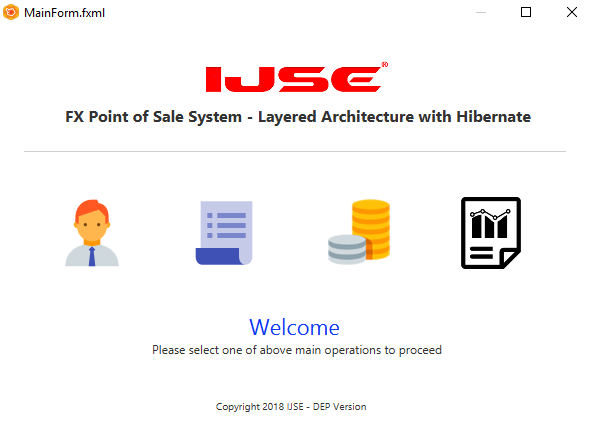 MainForm.fxml
IJSE®
FX Point of Sale System - Layered Architecture with Hibernate
Welcome
Please select one of above main operations to proceed
Copyright 2018 IJSE - DEP Version